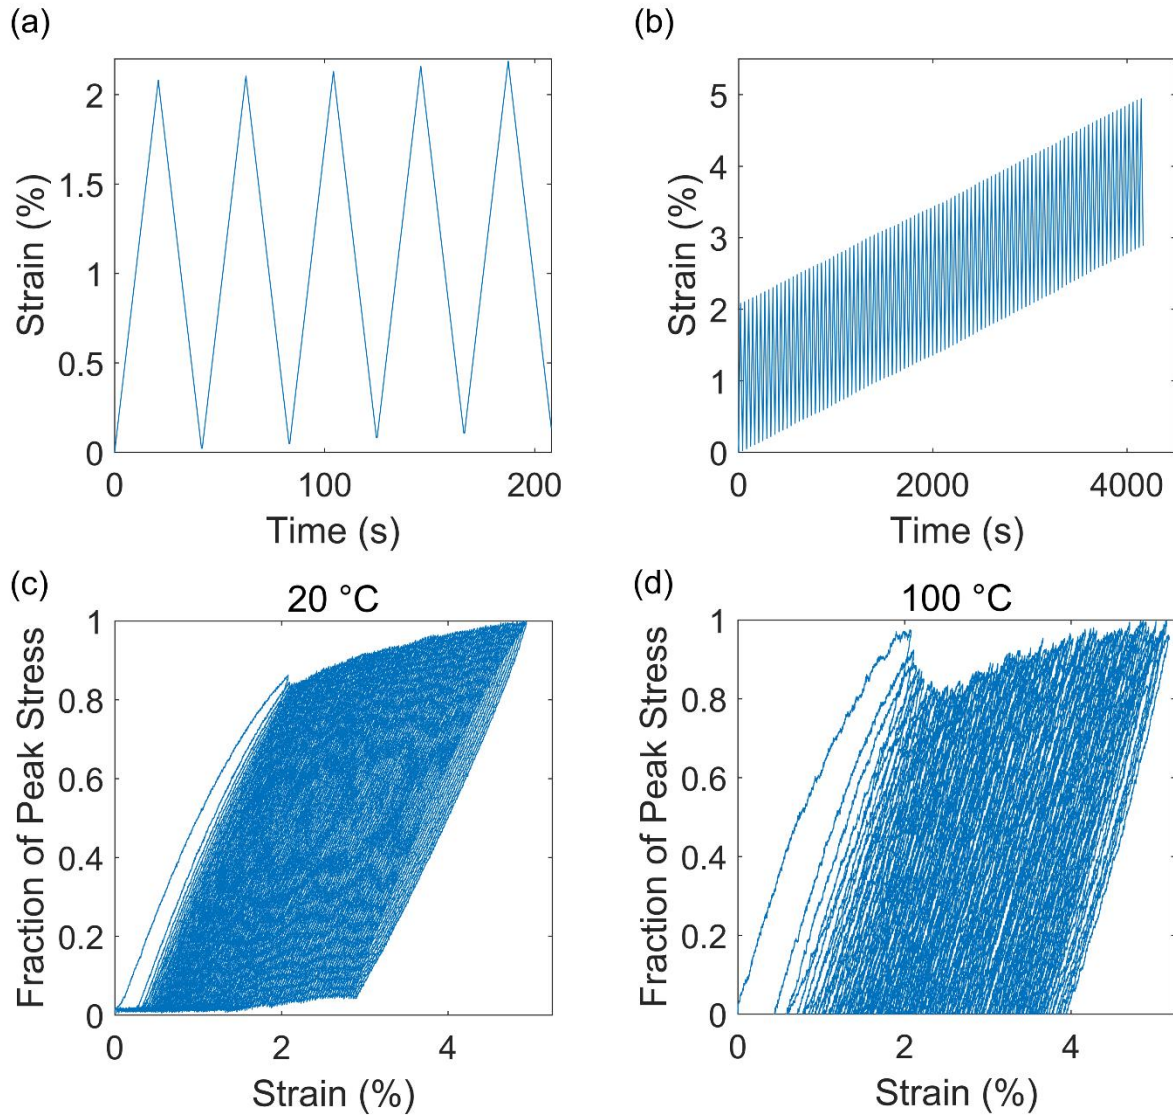 (a)
2
1.5
1
0.5
0
Strain (%)
0 100 200
Time (s)
(b)
5
4
3
2
1
0
Strain (%)
0 2000 4000
Time (s)
(c)
20 °C
1
0.8
0.6
0.4
0.2
0
Fraction of Peak Stress
0 2 4
Strain (%)
(d)
100 °C
1
0.8
0.6
0.4
0.2
0
Fraction of Peak Stress
0 2 4
Strain (%)